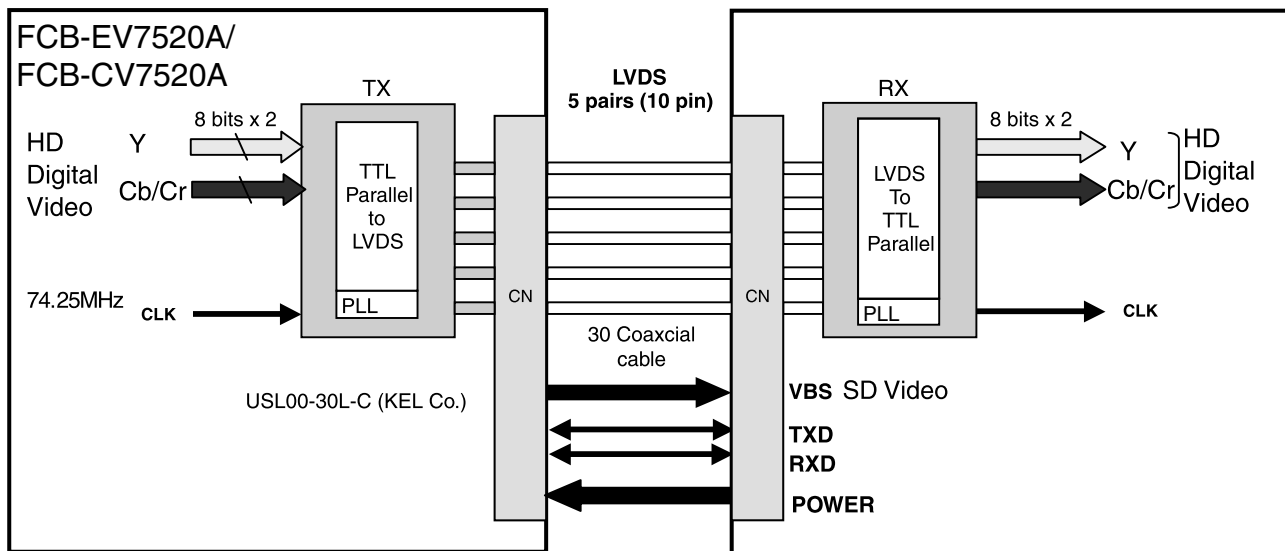 FCB-EV7520A/
FCB-CV7520A
TX
8 bits x 2
HD
Digital
Video
Y
Cb/Cr
TTL
Parallel
to
LVDS
PLL
74.25MHz
CLK
CN
USL00-30L-C (KEL Co.)
LVDS
5 pairs (10 pin)
30 Coaxcial
cable
CN
RX
LVDS
To
TTL
Parallel
PLL
8 bits x 2
Y
Cb/Cr
HD
Digital
Video
CLK
VBS SD Video
TXD
RXD
POWER